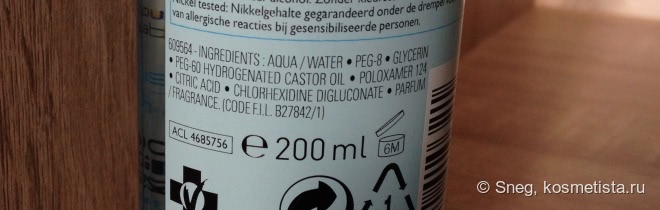 Nickel tested: Nikkelgehalte gegarandeerd onder de drempel
van allergische reacties bij gesensibiliseerde personen.
609564 - INGREDIENTS : AQUA / WATER • PEG-8 • GLYCERIN
• PEG-60 HYDROGENATED CASTOR OIL • POLOXAMER 124
• CITRIC ACID • CHLORHEXIDINE DIGLUCONATE • PARFUM
/ FRAGRANCE. (CODE F.I.L. B27842/1)
ACL 4685756
e 200 ml
6M
1
© Sneg, kosmetista.ru